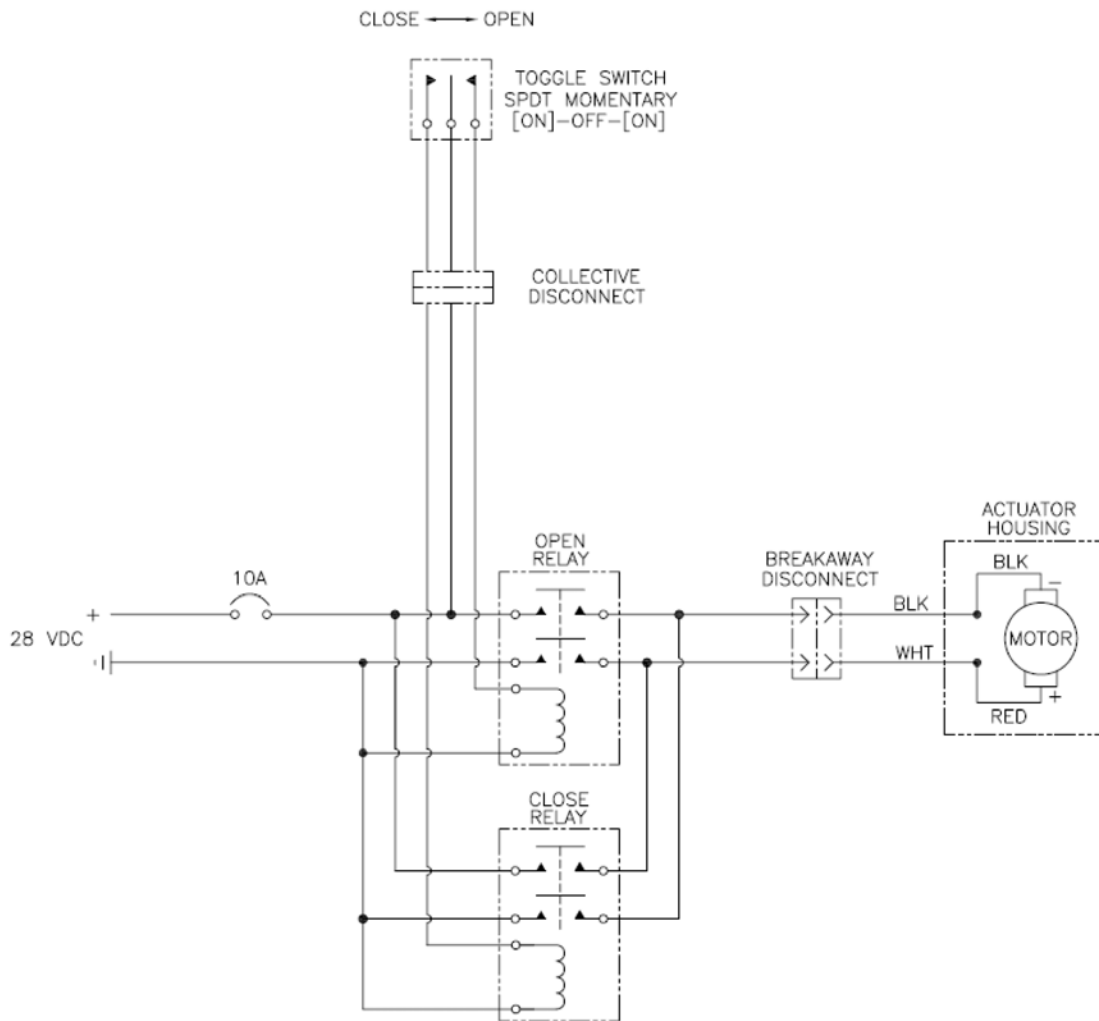 CLOSE OPEN
TOGGLE SWITCH
SPDT MOMENTARY
[ON]-OFF-[ON]
COLLECTIVE
DISCONNECT
OPEN
RELAY
BREAKAWAY
DISCONNECT
ACTUATOR
HOUSING
10A
+
28 VDC
BLK
WHT
BLK
−
MOTOR
+
RED
CLOSE
RELAY